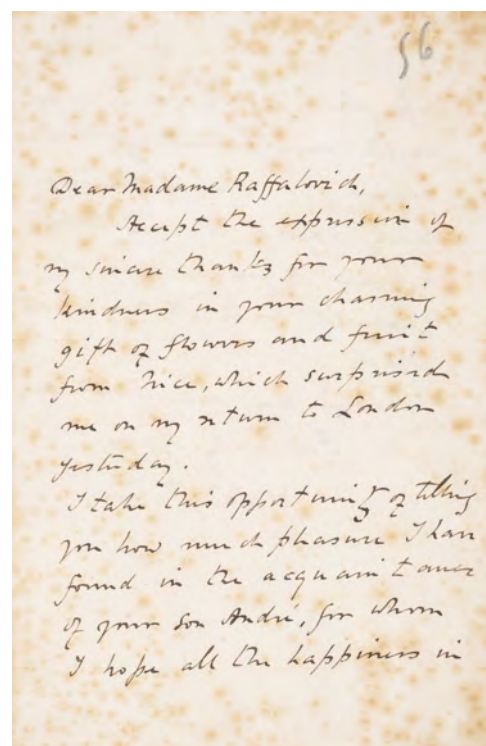 56
Dear Madame Raffalovich,
Accept the expression of
my sincere thanks for your
kindness in your charming
gift of flowers and fruit
from Nice, which surprised
me on my return to London
yesterday.
I take this opportunity of telling
you how much pleasure I have
found in the acquaintance
of your son André, for whom
I hope all the happiness in